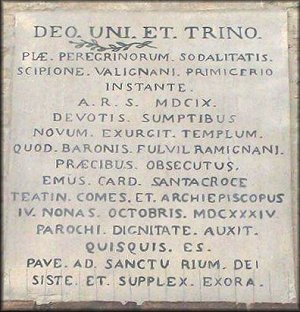 DEO. UNI. ET. TRINO.
PIÆ. PEREGRINORUM. SODALITATIS.
SCIPIONE. VALIGNANI. PRIMICERIO
INSTANTE.
A. R. S. MDCIX.
DEVOTIS. SUMPTIBUS
NOVUM. EXURGIT. TEMPLUM.
QUOD. BARONIS. FULVII. RAMIGNANI.
PRÆCIBUS. OBSECUTUS.
EMUS. CARD. SANTACROCE
TEATIN. COMES. ET. ARCHIEPISCOPUS
IV. NONAS. OCTOBRIS. MDCXXXIV.
PAROCHI. DIGNITATE. AUXIT.
QUISQUIS. ES.
PAVE. AD. SANCTU RIUM. DEI
SISTE. ET. SUPPLEX. EXORA.